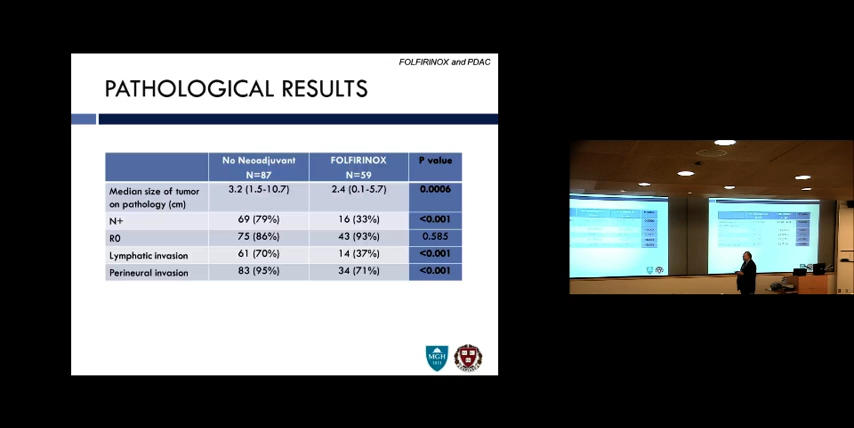 FOLFIRINOX and PDAC
PATHOLOGICAL RESULTS
No Neoadjuvant N=87 FOLFIRINOX N=59 P value
Median size of tumor on pathology (cm) 3.2 (1.5-10.7) 2.4 (0.1-5.7) 0.0006
N+ 69 (79%) 16 (33%) <0.001
R0 75 (86%) 43 (93%) 0.585
Lymphatic invasion 61 (70%) 14 (37%) <0.001
Perineural invasion 83 (95%) 34 (71%) <0.001
MGH